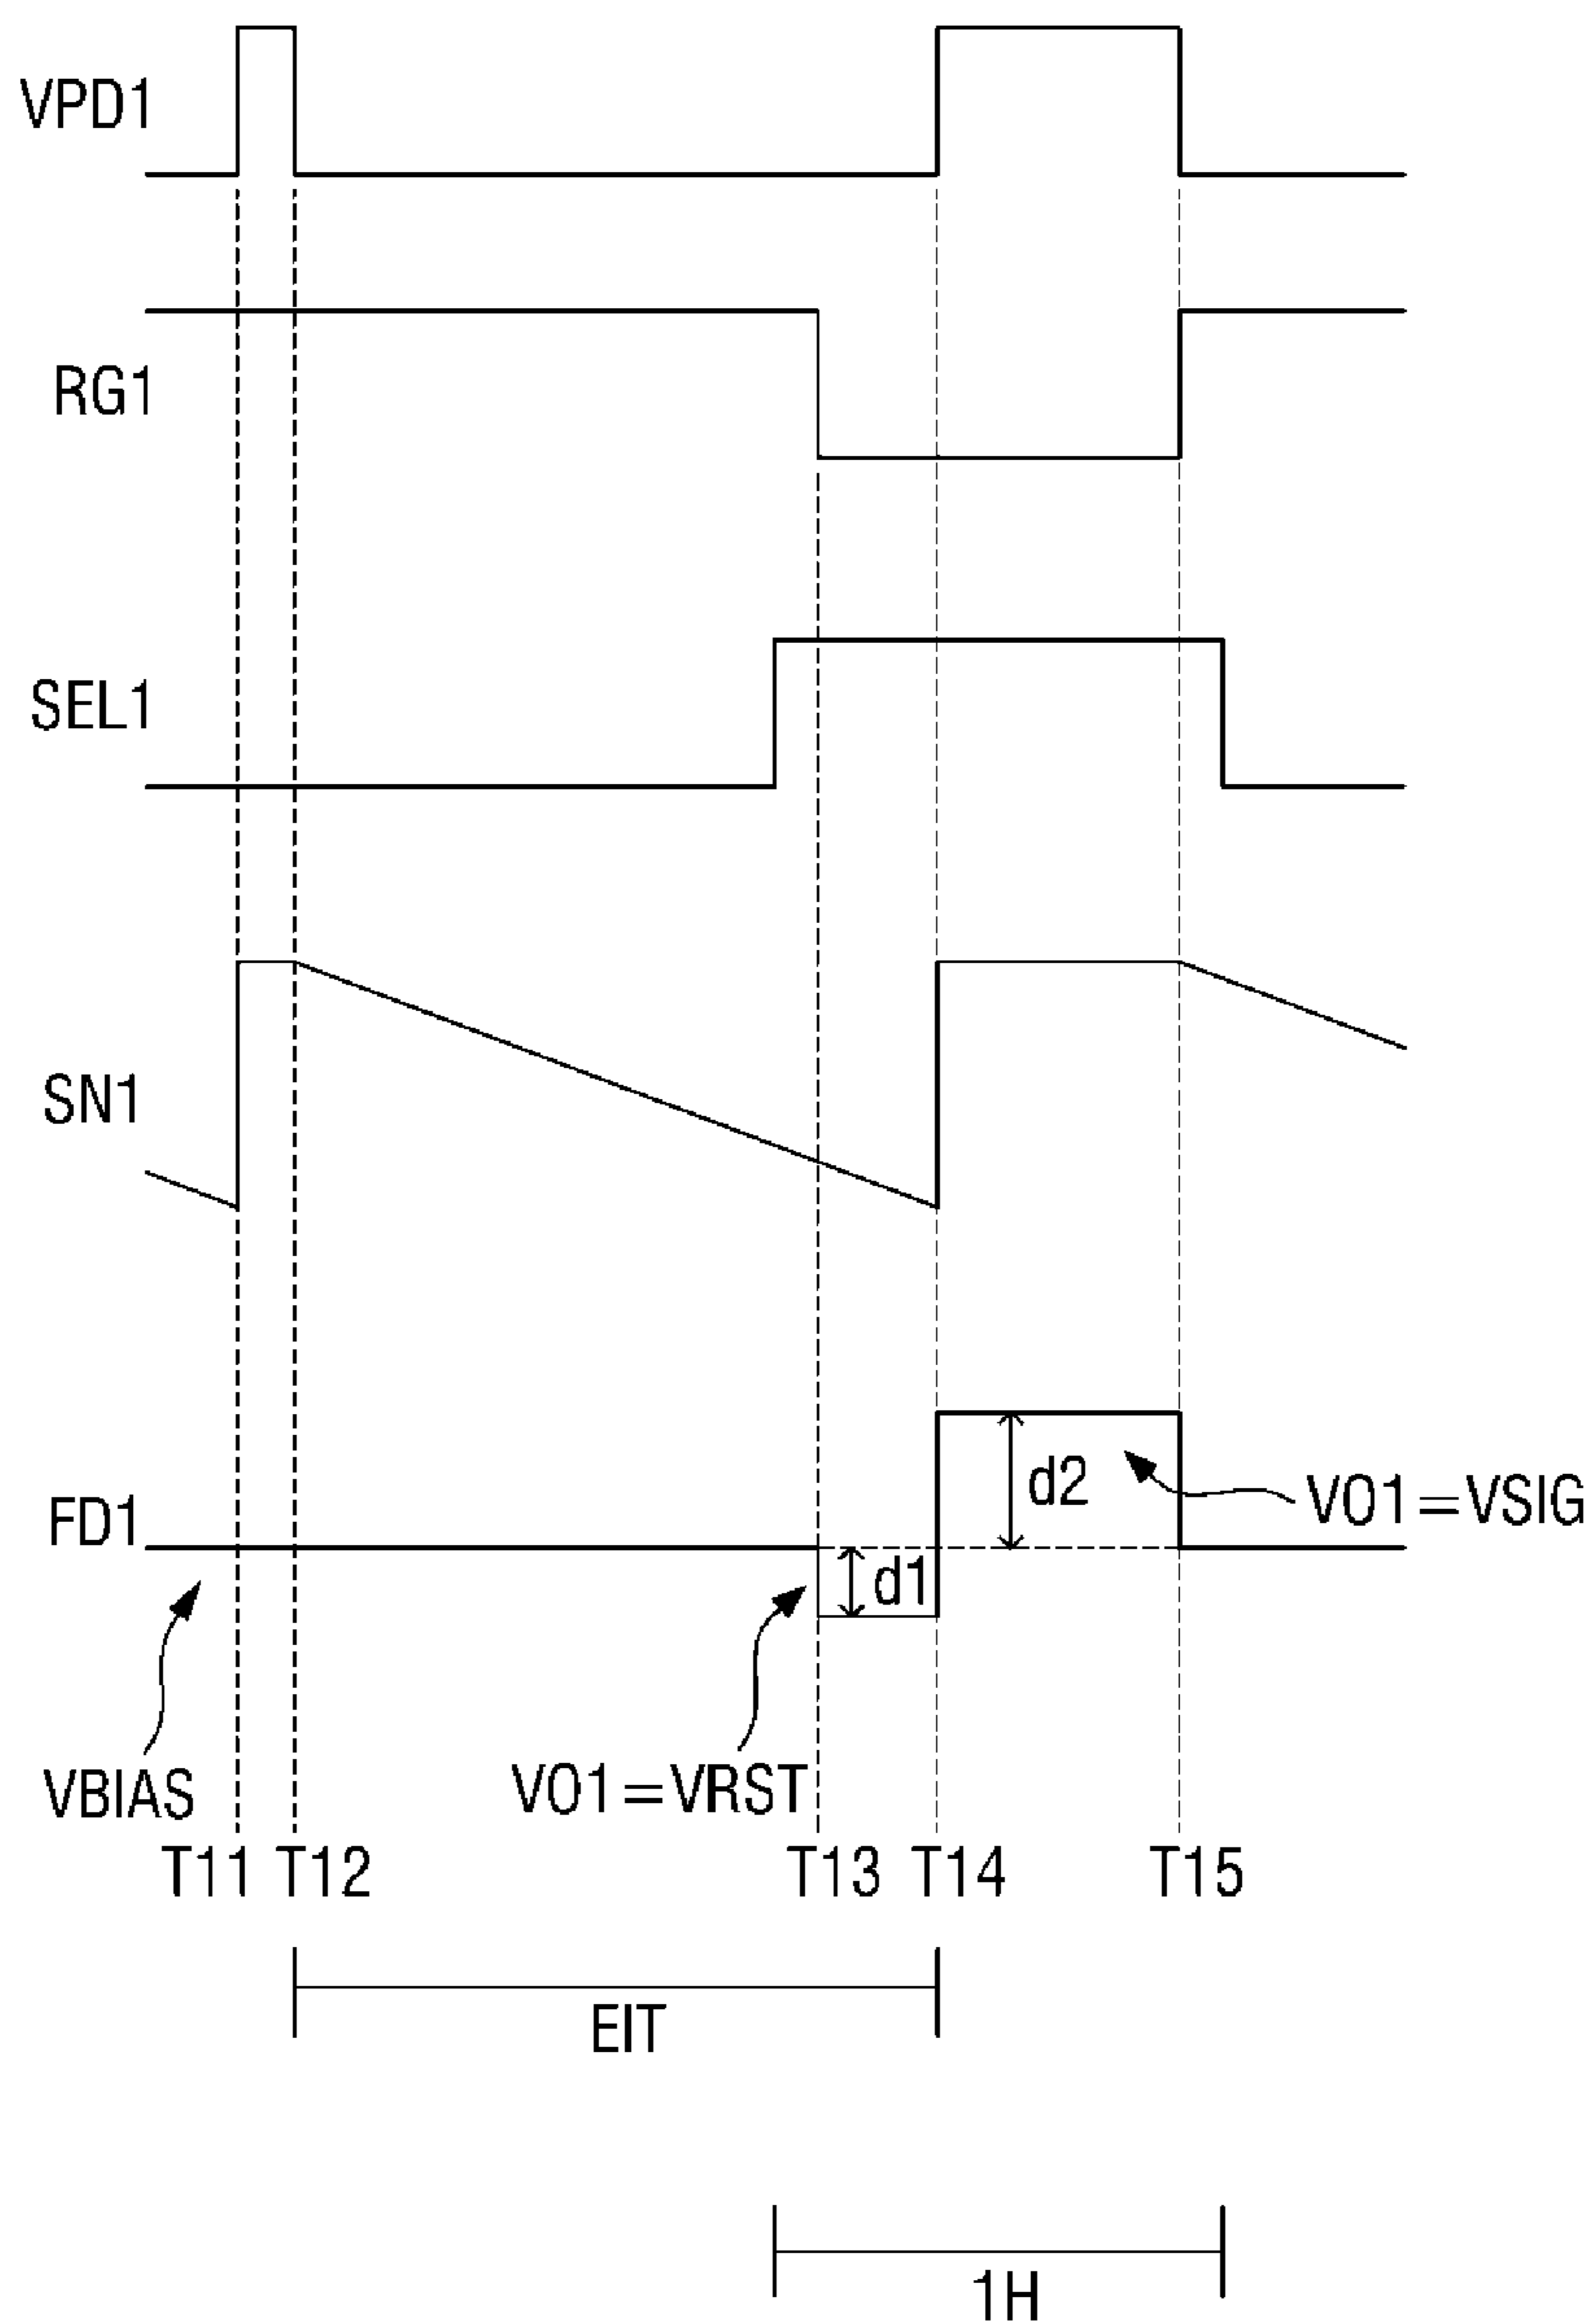 VPD1
RG1
SEL1
SN1
FD1
d2
VO1=VSIG
d1
VBIAS
VO1=VRST
T11 T12 T13 T14 T15
EIT
1H